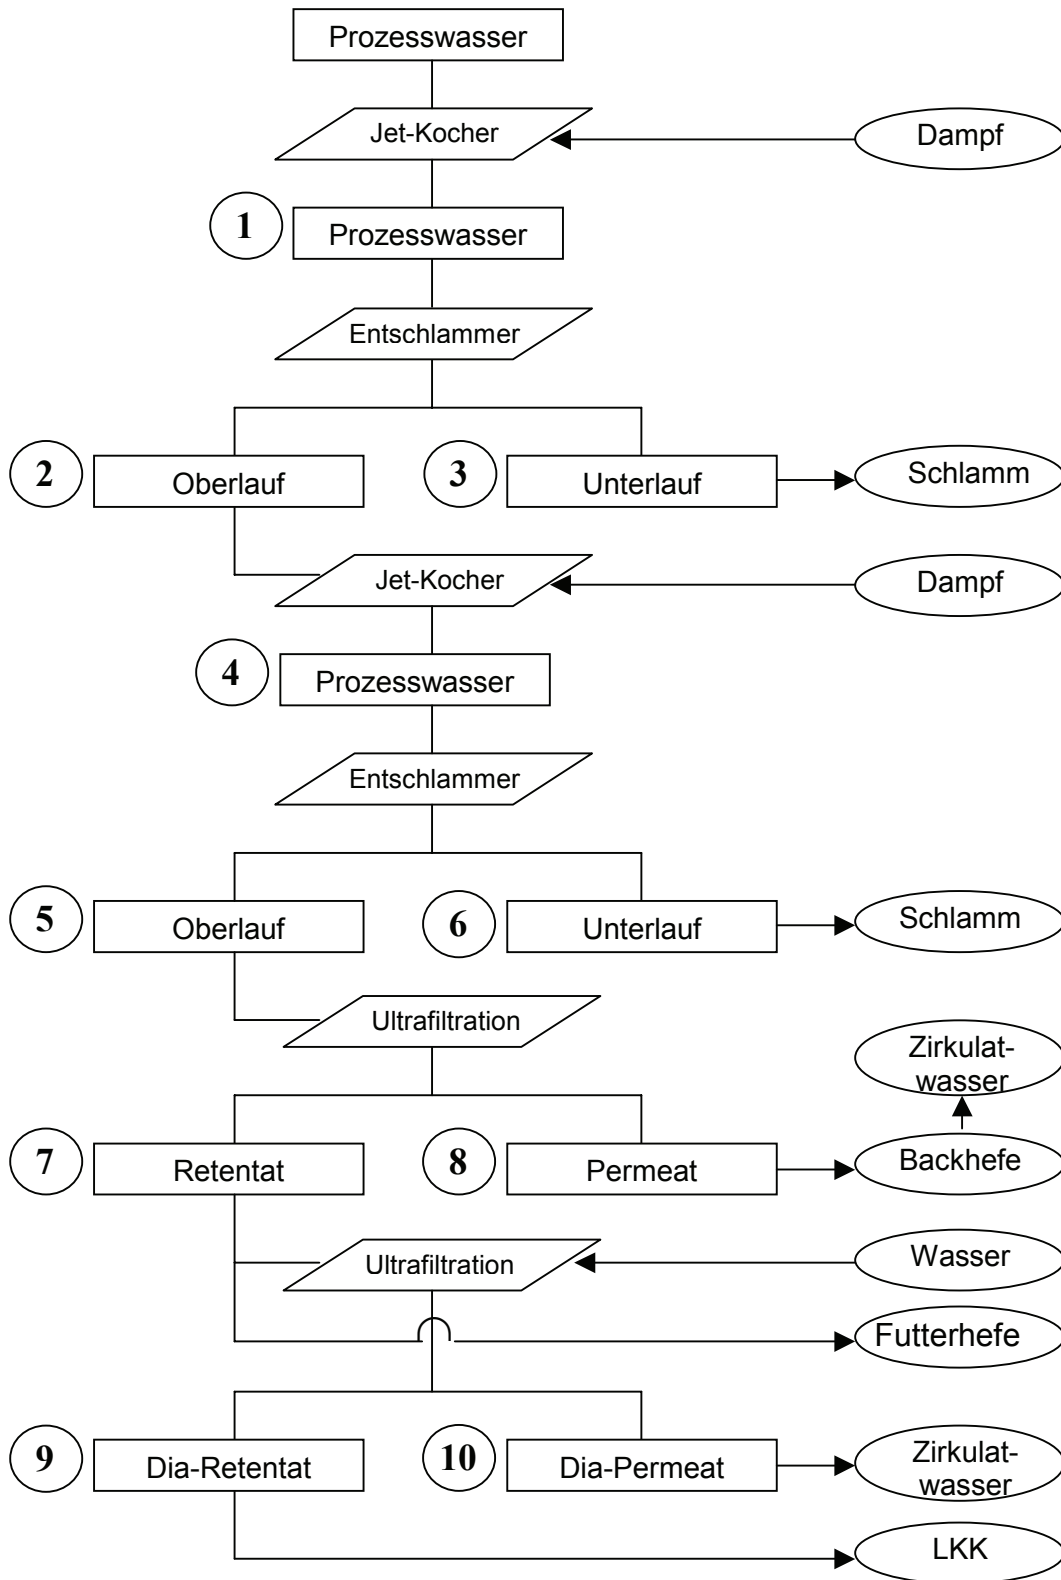 Prozesswasser
Jet-Kocher
Dampf
1
Prozesswasser
Entschlammer
2
Oberlauf
3
Unterlauf
Schlamm
Jet-Kocher
Dampf
4
Prozesswasser
Entschlammer
5
Oberlauf
6
Unterlauf
Schlamm
Ultrafiltration
Zirkulat-
wasser
7
Retentat
8
Permeat
Backhefe
Ultrafiltration
Wasser
Futterhefe
9
Dia-Retentat
10
Dia-Permeat
Zirkulat-
wasser
LKK